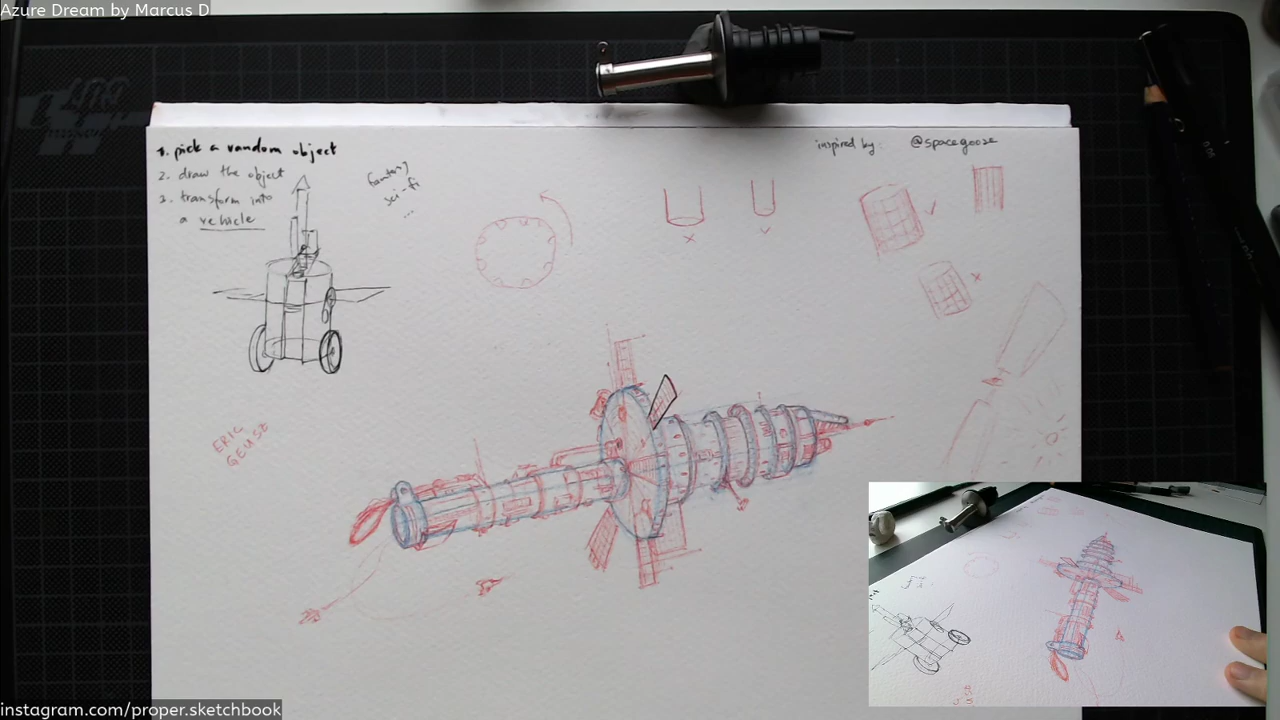 Azure Dream by Marcus D
1. pick a random object
2. draw the object
3. transform into
a vehicle
fantasy
sci-fi
...
inspired by @spacegooze
ERIC
GEUSE
instagram.com/proper.sketchbook